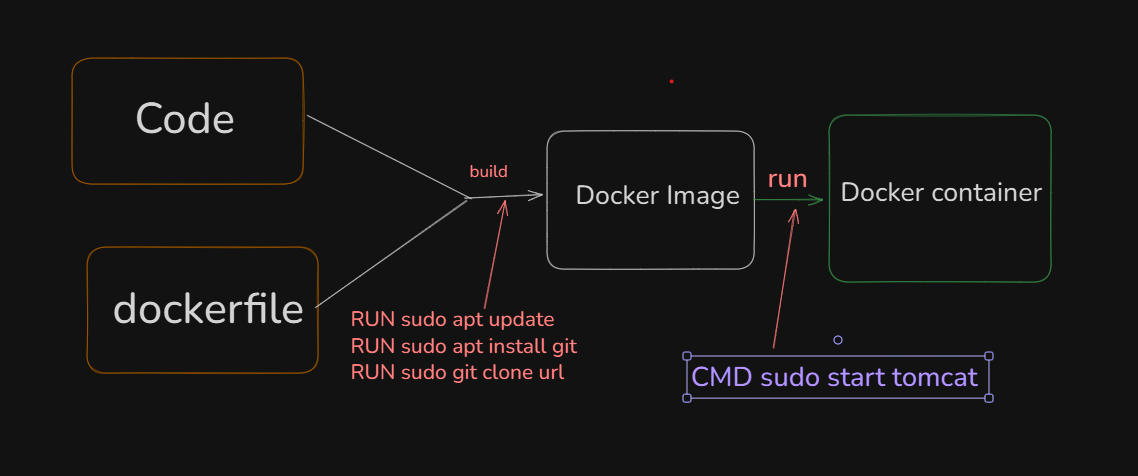 Code
build
run
Docker Image
Docker container
dockerfile
RUN sudo apt update
RUN sudo apt install git
RUN sudo git clone url
CMD sudo start tomcat